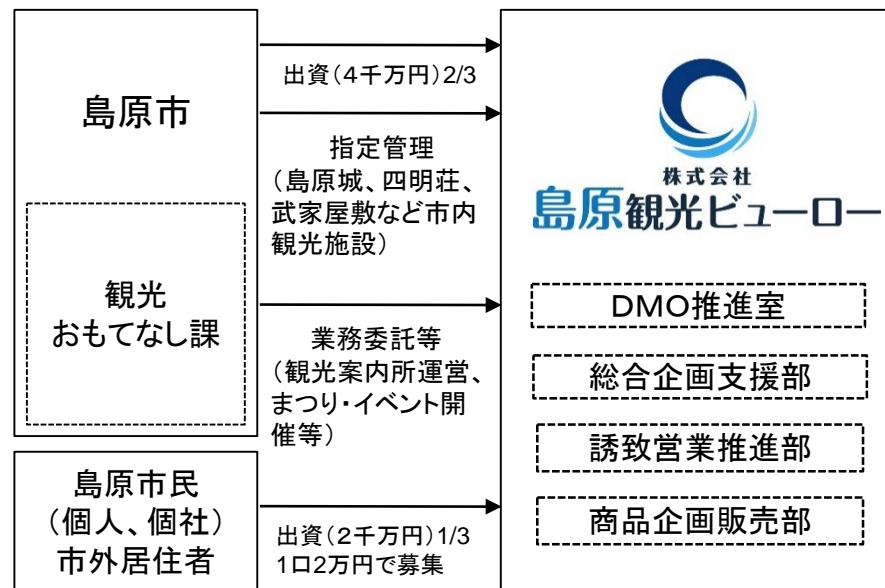 島原市
観光
おもてなし課
島原市民
（個人、個社）
市外居住者
出資（４千万円）2/3
指定管理
（島原城、四明荘、
武家屋敷など市内
観光施設）
業務委託等
（観光案内所運営、
まつり・イベント開
催等）
出資（２千万円）1/3
1口2万円で募集
株式会社
島原観光ビューロー
ＤＭＯ推進室
総合企画支援部
誘致営業推進部
商品企画販売部